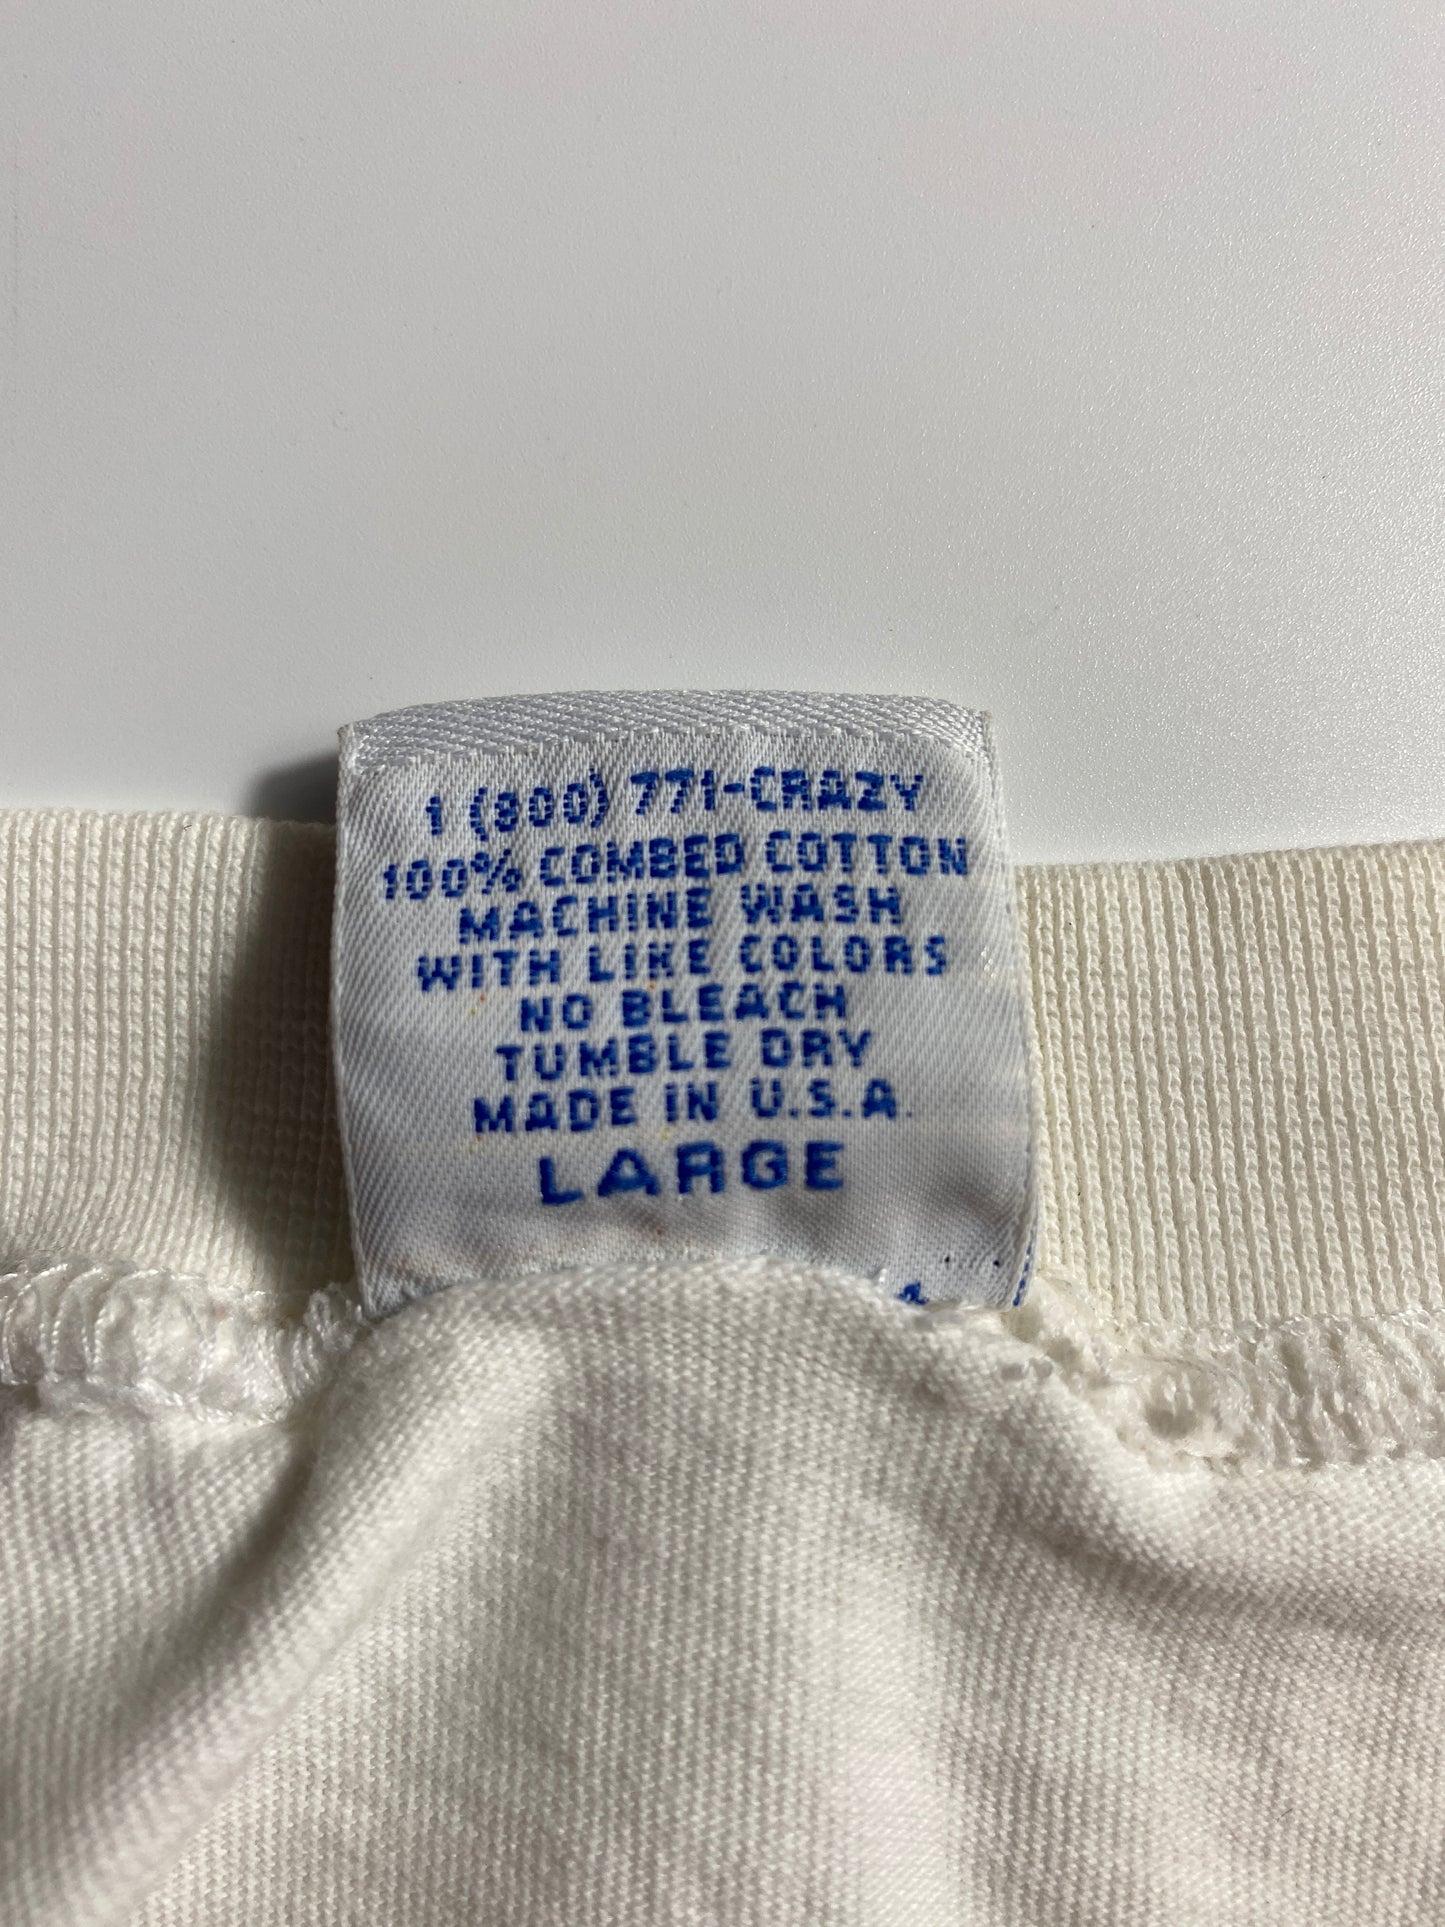 1 (800) 771-CRAZY
100% COMBED COTTON
MACHINE WASH
WITH LIKE COLORS
NO BLEACH
TUMBLE DRY
MADE IN U.S.A.
LARGE